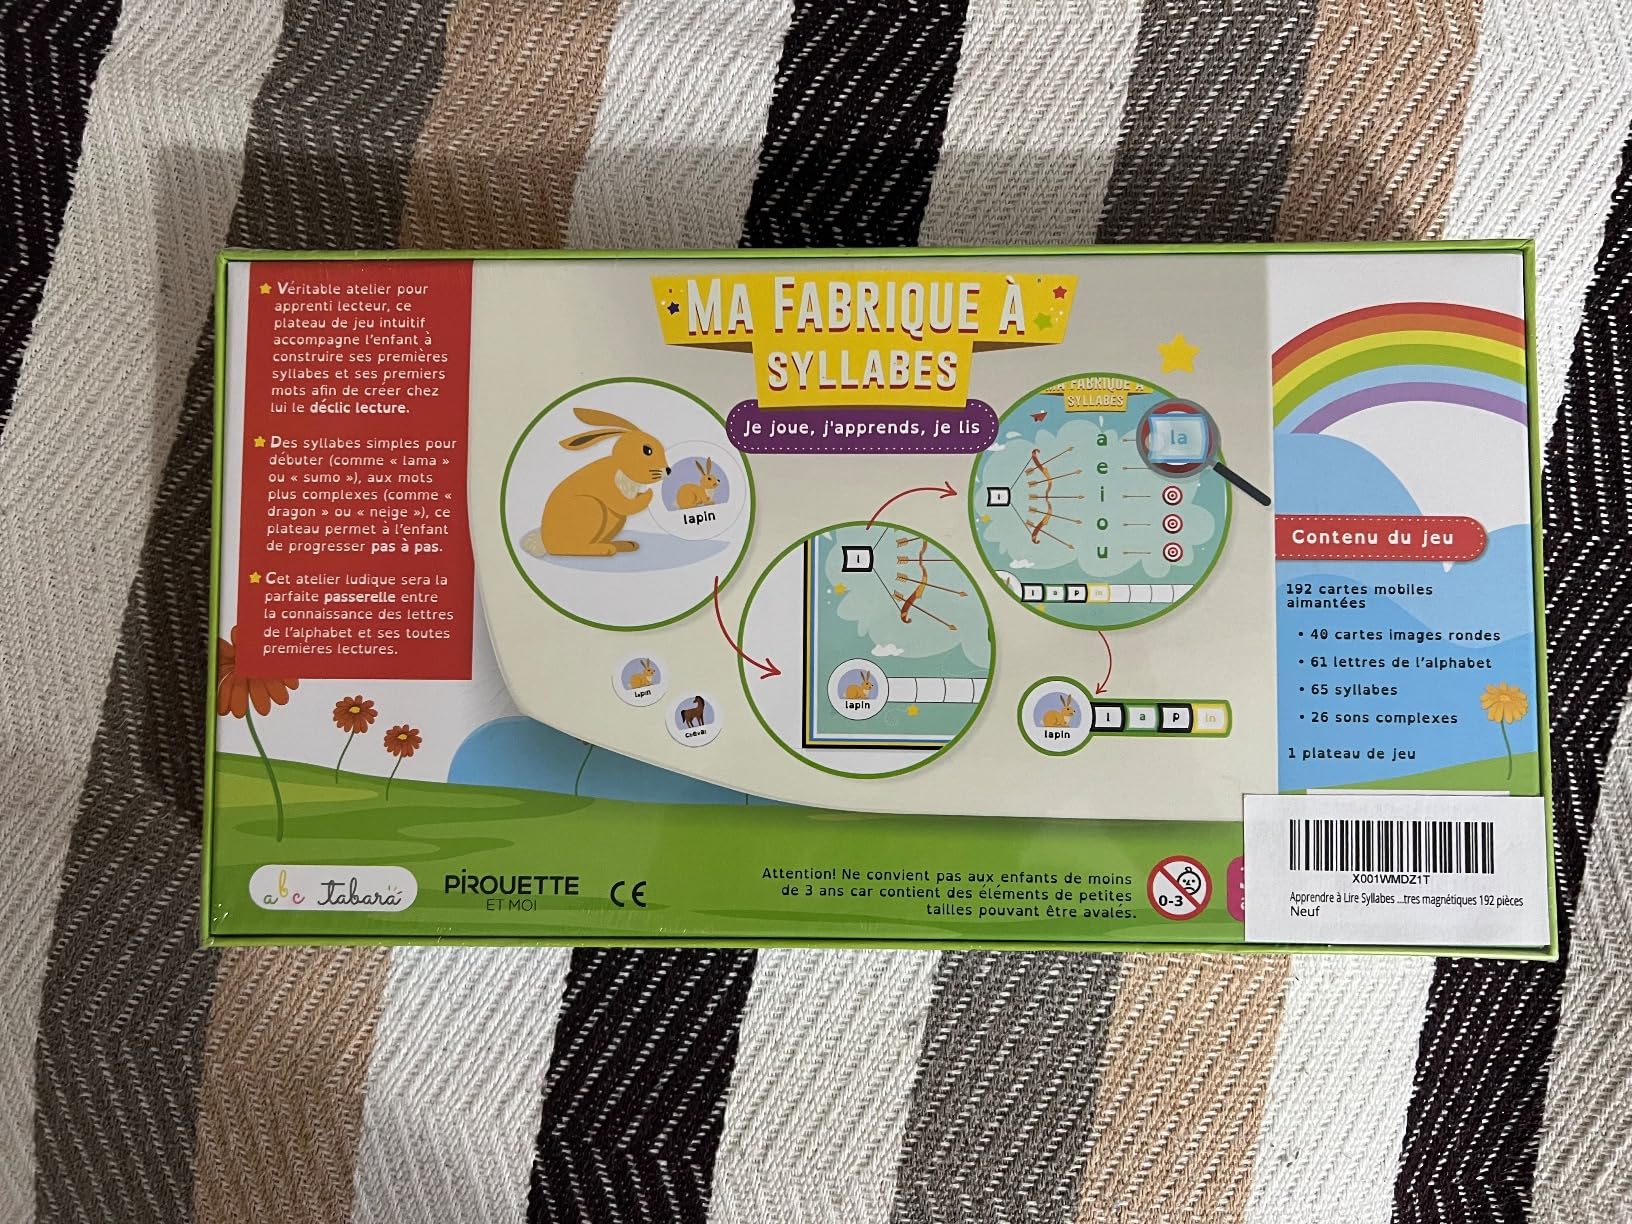 Véritable atelier pour
apprenti lecteur, ce
plateau de jeu intuitif
accompagne l'enfant à
construire ses premières
syllabes et ses premiers
mots afin de créer chez
lui le déclic lecture.
Des syllabes simples pour
débuter (comme « lama »
ou « sumo »), aux mots
plus complexes (comme «
dragon » ou « neige »), ce
plateau permet à l'enfant
de progresser pas à pas.
Cet atelier ludique sera la
parfaite passerelle entre
la connaissance des lettres
de l'alphabet et ses toutes
premières lectures.
MA FABRIQUE À
SYLLABES
Je joue, j'apprends, je lis
lapin
lapin
cheval
l
lapin
MA FABRIQUE À
SYLLABES
l
a
la
e
i
o
u
l a p in
lapin
l a p in
Contenu du jeu
192 cartes mobiles
aimantées
• 40 cartes images rondes
• 61 lettres de l'alphabet
• 65 syllabes
• 26 sons complexes
1 plateau de jeu
abc tabara
PIROUETTE
ET MOI
CE
Attention! Ne convient pas aux enfants de moins
de 3 ans car contient des éléments de petites
tailles pouvant être avalés.
0-3
X001WMDZ1T
Apprendre à Lire Syllabes ...tres magnétiques 192 pièces
Neuf